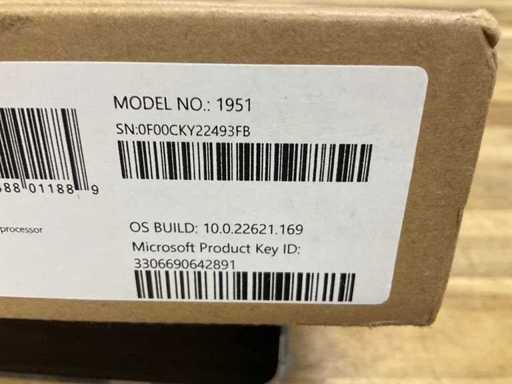 MODEL NO.: 1951
SN:0F00CKY22493FB
88 01188 9
processor
OS BUILD: 10.0.22621.169
Microsoft Product Key ID:
3306690642891